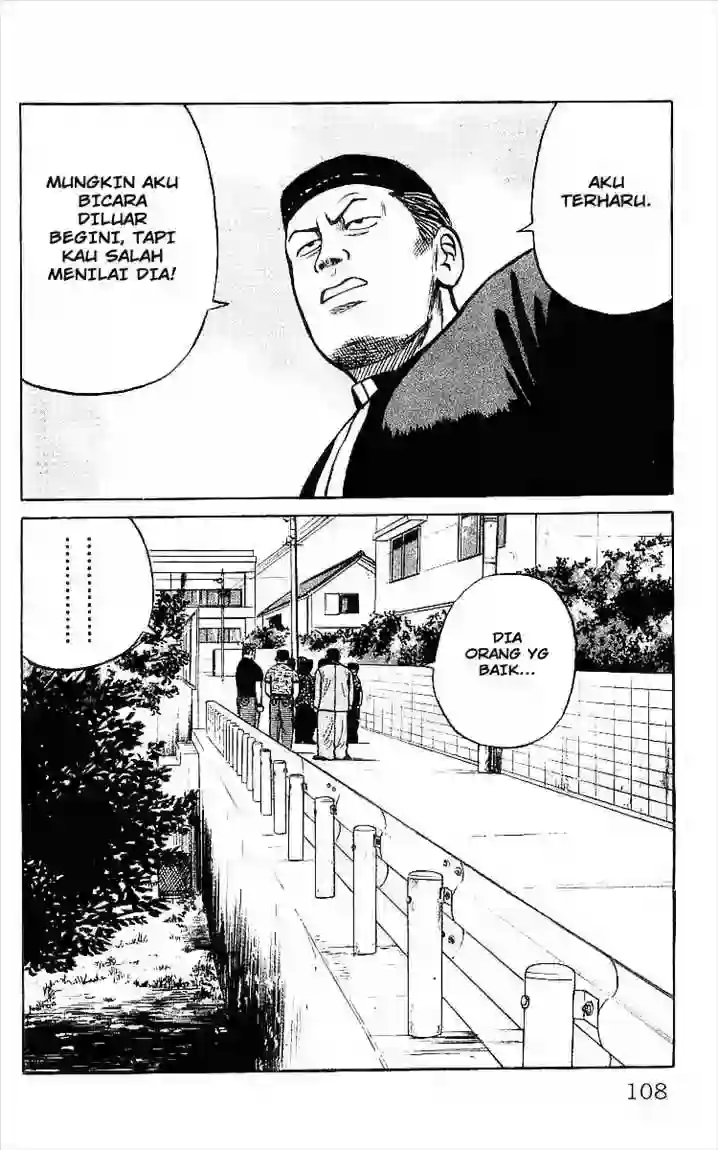 AKU
TERHARU.
MUNGKIN AKU
BICARA
DILUAR
BEGINI, TAPI
KAU SALAH
MENILAI DIA!
DIA
ORANG YG
BAIK...
108